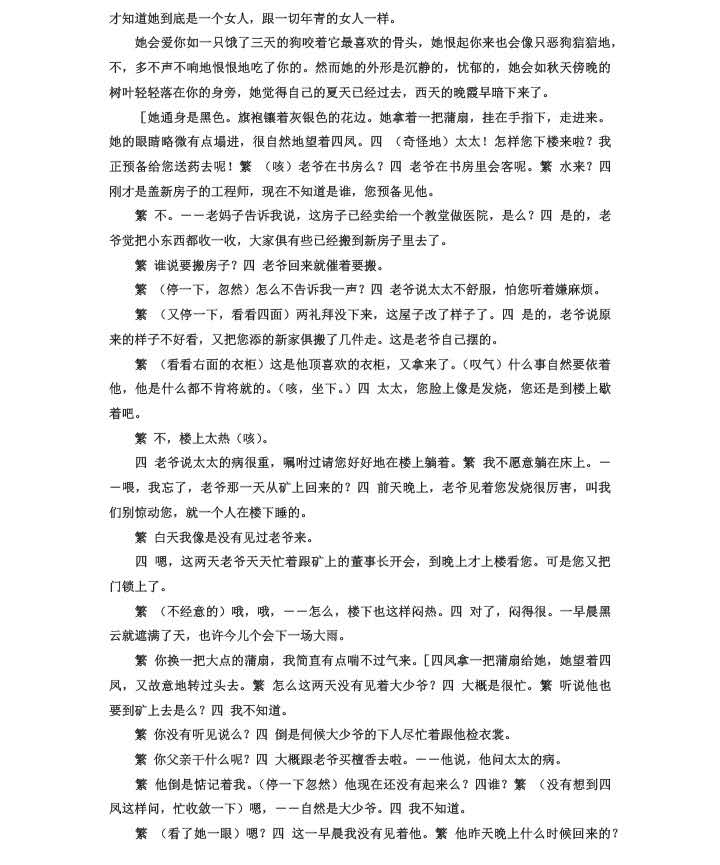 才知道她到底是一个女人，跟一切年青的女人一样。
她会爱你如一只饿了三天的狗咬着它最喜欢的骨头，她恨起你来也会像只恶狗狺狺地，
不，多不声不响地恨恨地吃了你的。然而她的外形是沉静的，忧郁的，她会如秋天傍晚的
树叶轻轻落在你的身旁，她觉得自己的夏天已经过去，西天的晚霞早暗下来了。
［她通身是黑色。旗袍镶着灰银色的花边。她拿着一把蒲扇，挂在手指下，走进来。
她的眼睛略微有点塌进，很自然地望着四凤。四 （奇怪地）太太！怎样您下楼来啦？我
正预备给您送药去呢！繁 （咳）老爷在书房么？四 老爷在书房里会客呢。繁 水来？四
刚才是盖新房子的工程师，现在不知道是谁，您预备见他。
繁 不。－－老妈子告诉我说，这房子已经卖给一个教堂做医院，是么？四 是的，老
爷觉把小东西都收一收，大家俱有些已经搬到新房子里去了。
繁 谁说要搬房子？四 老爷回来就催着要搬。
繁 （停一下，忽然）怎么不告诉我一声？四 老爷说太太不舒服，怕您听着嫌麻烦。
繁 （又停一下，看看四面）两礼拜没下来，这屋子改了样子了。四 是的，老爷说原
来的样子不好看，又把您添的新家俱搬了几件走。这是老爷自己摆的。
繁 （看看右面的衣柜）这是他顶喜欢的衣柜，又拿来了。（叹气）什么事自然要依着
他，他是什么都不肯将就的。（咳，坐下。）四 太太，您脸上像是发烧，您还是到楼上歇
着吧。
繁 不，楼上太热（咳）。
四 老爷说太太的病很重，嘱咐过请您好好地在楼上躺着。繁 我不愿意躺在床上。－
－喂，我忘了，老爷那一天从矿上回来的？四 前天晚上，老爷见着您发烧很厉害，叫我
们别惊动您，就一个人在楼下睡的。
繁 白天我像是没有见过老爷来。
四 嗯，这两天老爷天天忙着跟矿上的董事长开会，到晚上才上楼看您。可是您又把
门锁上了。
繁 （不经意的）哦，哦，－－怎么，楼下也这样闷热。四 对了，闷得很。一早晨黑
云就遮满了天，也许今儿个会下一场大雨。
繁 你换一把大点的蒲扇，我简直有点喘不过气来。［四凤拿一把蒲扇给她，她望着四
凤，又故意地转过头去。繁 怎么这两天没有见着大少爷？四 大概是很忙。繁 听说他也
要到矿上去是么？四 我不知道。
繁 你没有听见说么？四 倒是伺候大少爷的下人尽忙着跟他检衣裳。
繁 你父亲干什么呢？四 大概跟老爷买檀香去啦。－－他说，他问太太的病。
繁 他倒是惦记着我。（停一下忽然）他现在还没有起来么？四谁？繁 （没有想到四
凤这样问，忙收敛一下）嗯，－－自然是大少爷。四 我不知道。
繁 （看了她一眼）嗯？四 这一早晨我没有见着他。繁 他昨天晚上什么时候回来的？